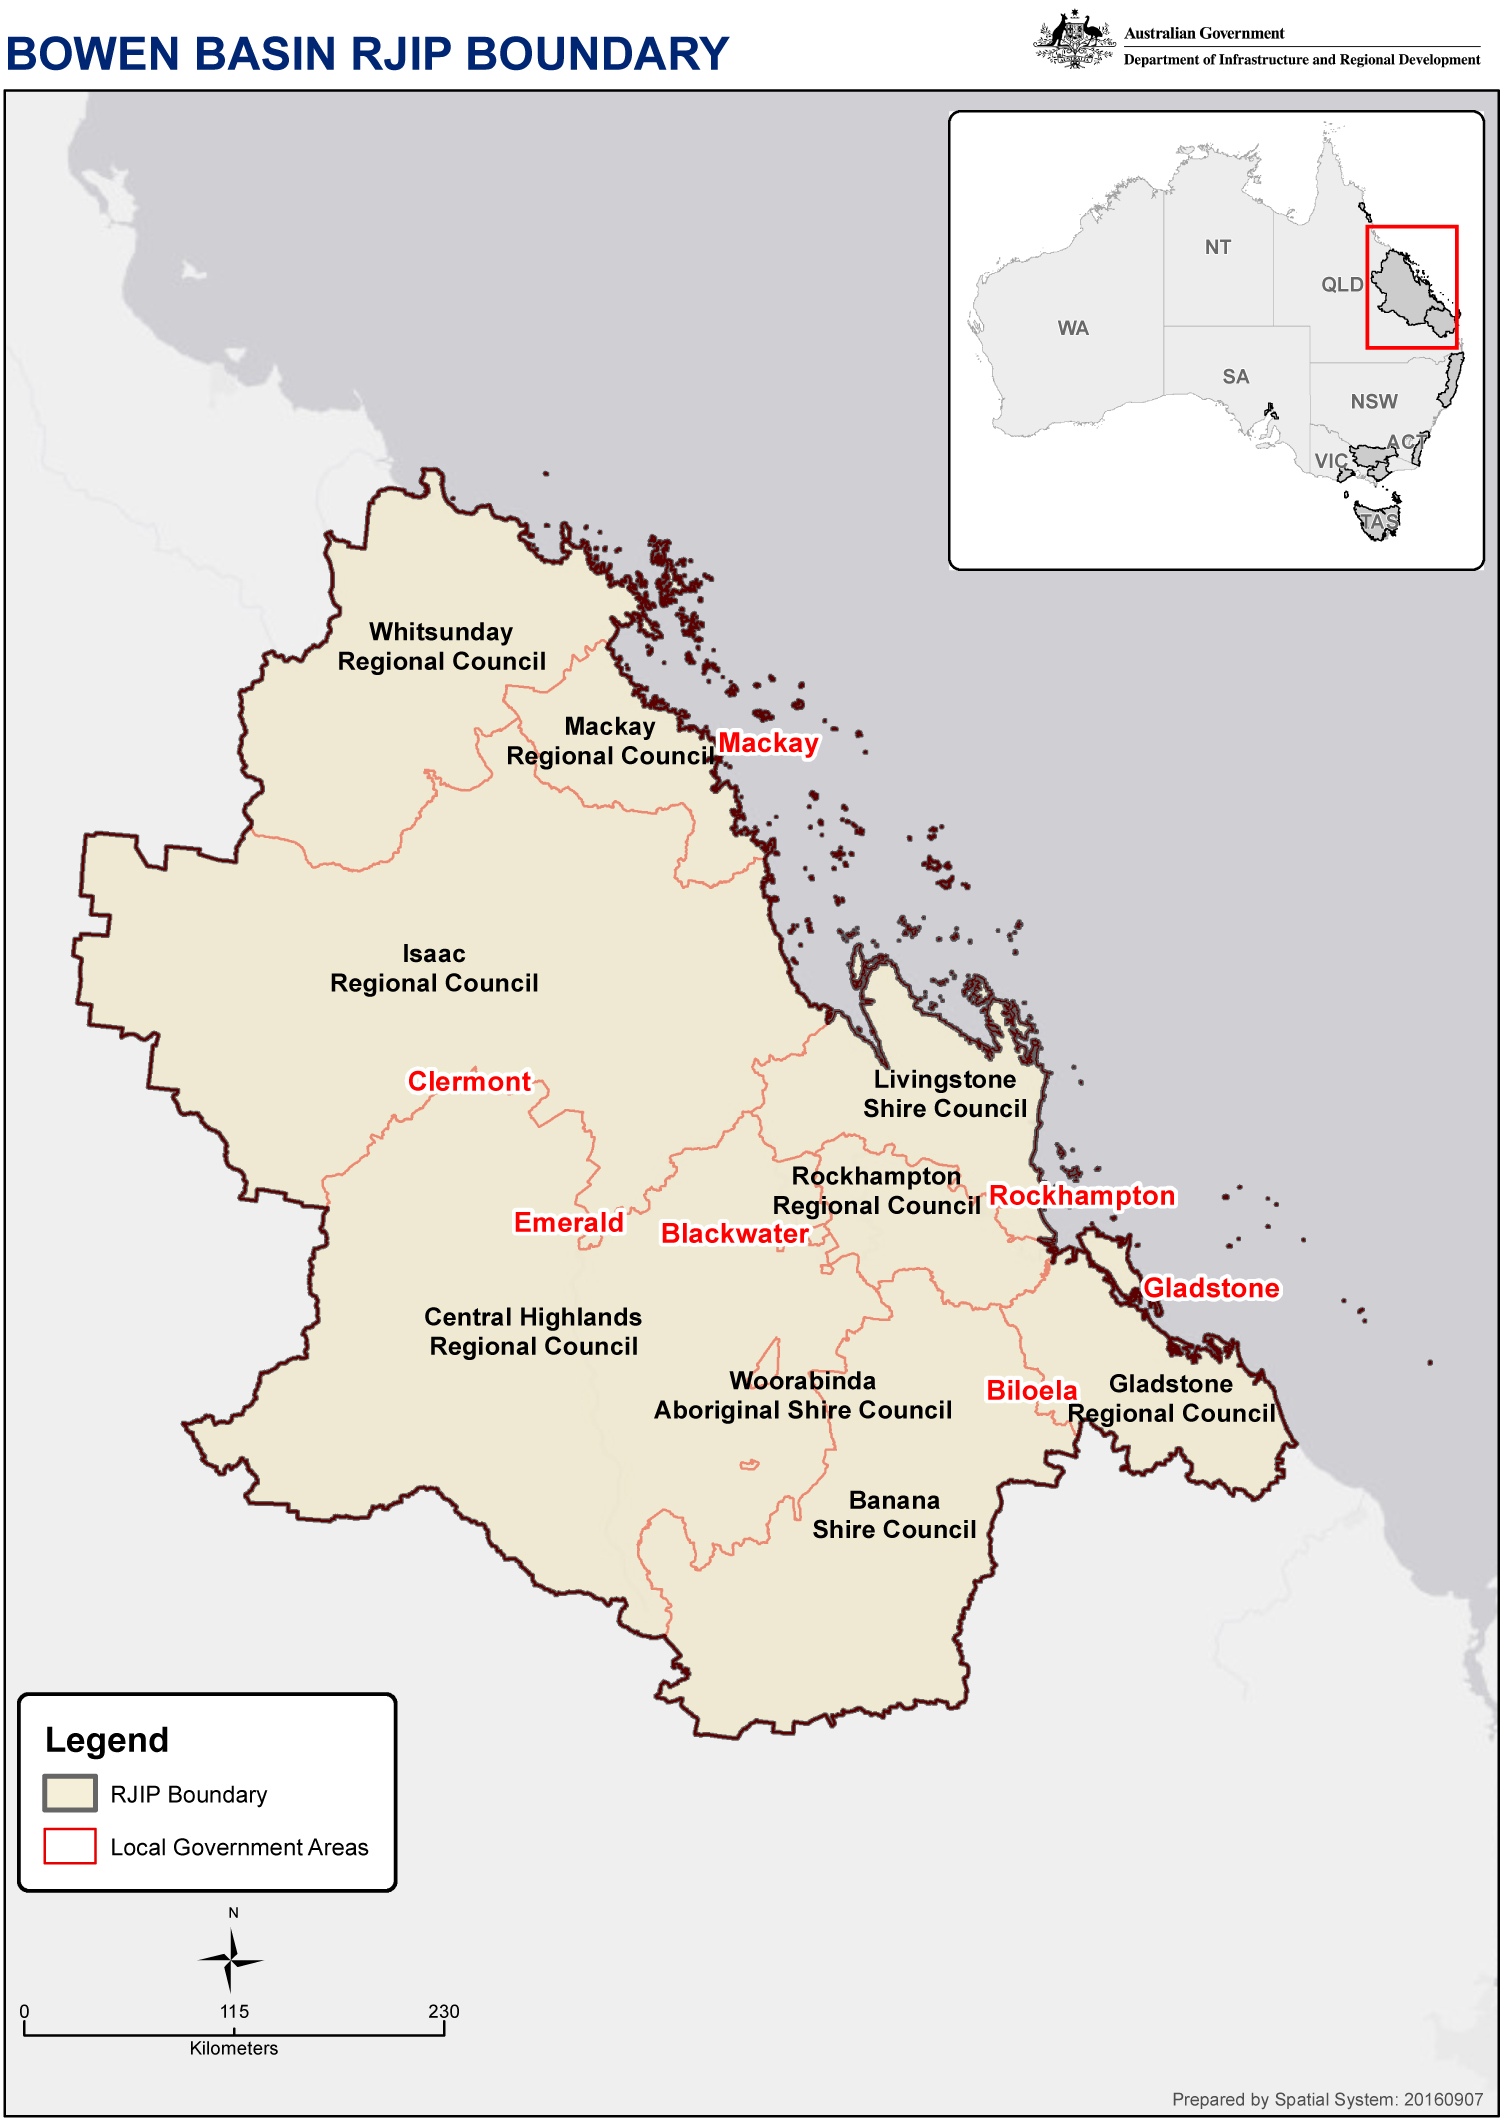 BOWEN BASIN RJIP BOUNDARY
Australian Government
Department of Infrastructure and Regional Development
NT
QLD
WA
SA
NSW
ACT
VIC
TAS
Whitsunday
Regional Council
Mackay
Regional Council
Mackay
Isaac
Regional Council
Clermont
Livingstone
Shire Council
Rockhampton
Regional Council
Rockhampton
Emerald
Blackwater
Gladstone
Central Highlands
Regional Council
Woorabinda
Aboriginal Shire Council
Biloela
Gladstone
Regional Council
Banana
Shire Council
Legend
RJIP Boundary
Local Government Areas
N
0 115 230
Kilometers
Prepared by Spatial System: 20160907